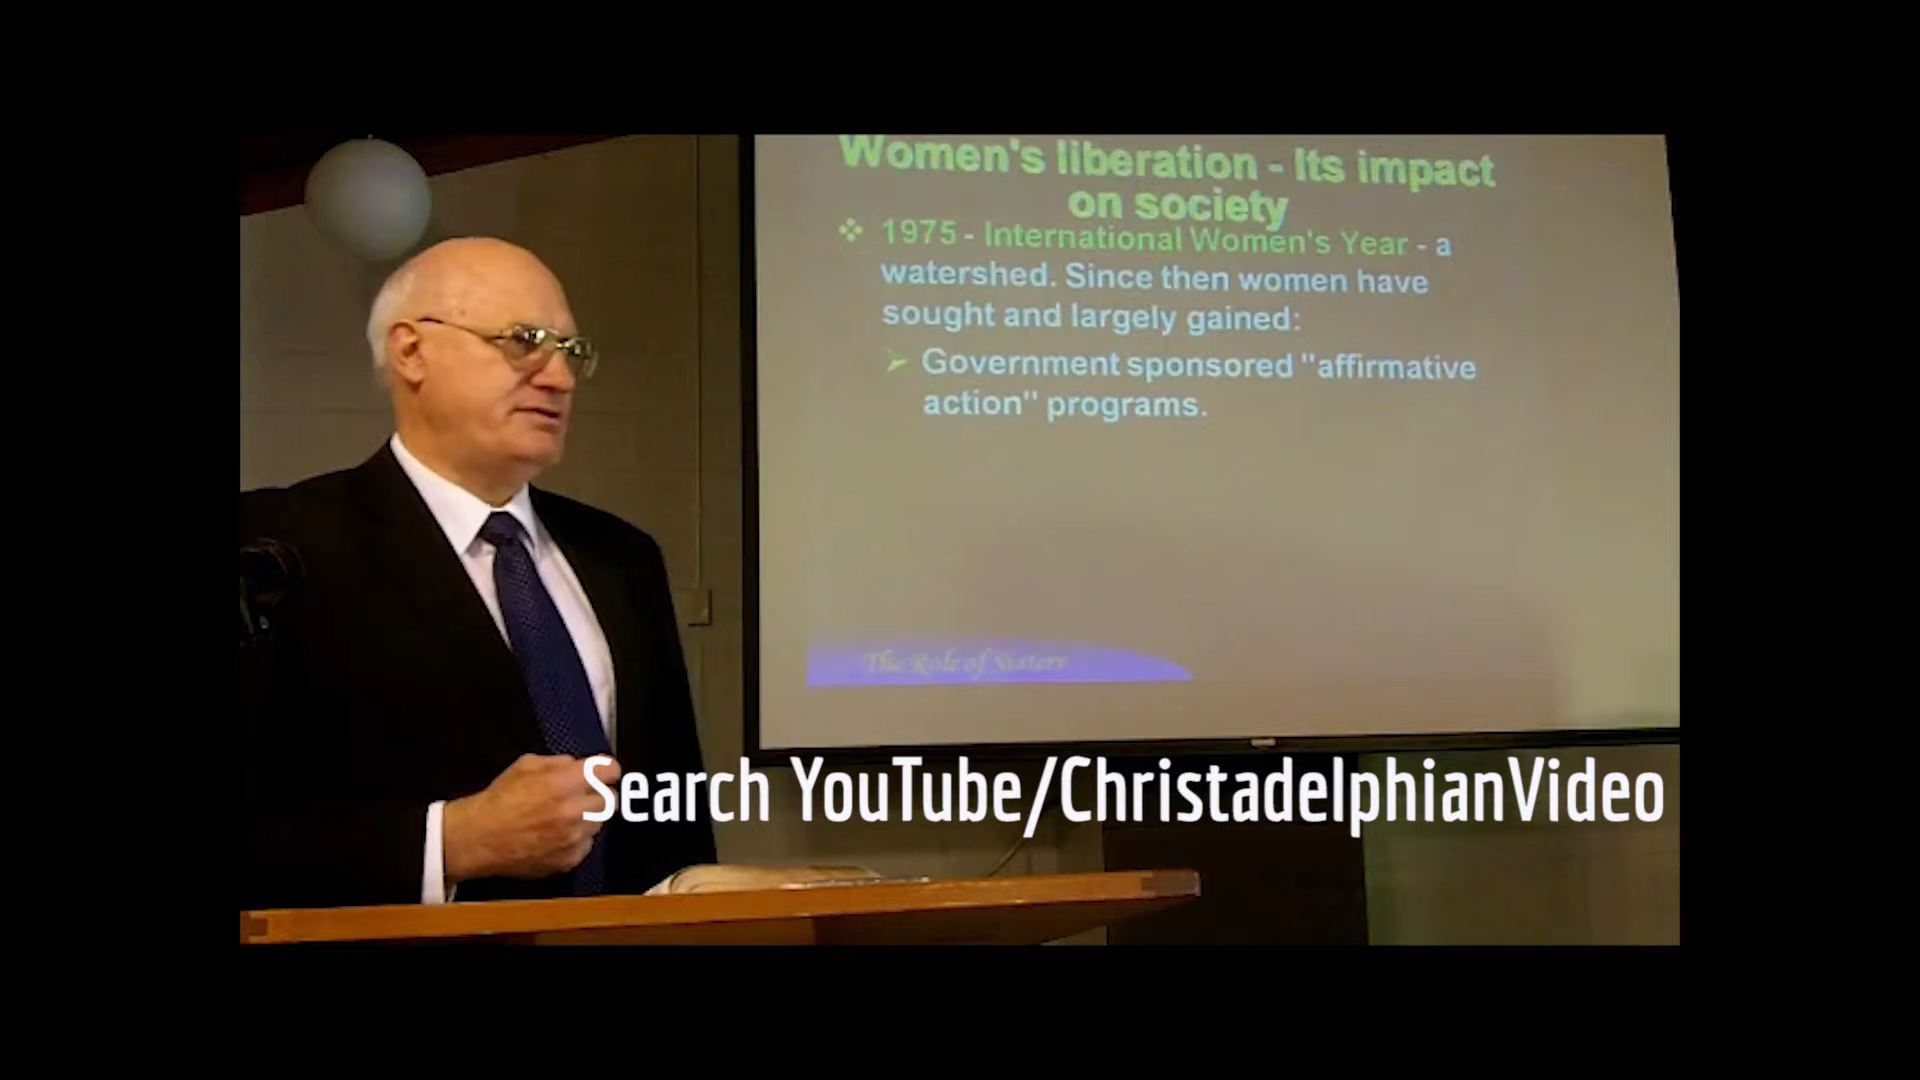 Women's liberation - Its impact
on society
❖ 1975 - International Women's Year - a
watershed. Since then women have
sought and largely gained:
➢ Government sponsored "affirmative
action" programs.
The Role of Sisters
Search YouTube/ChristadelphianVideo